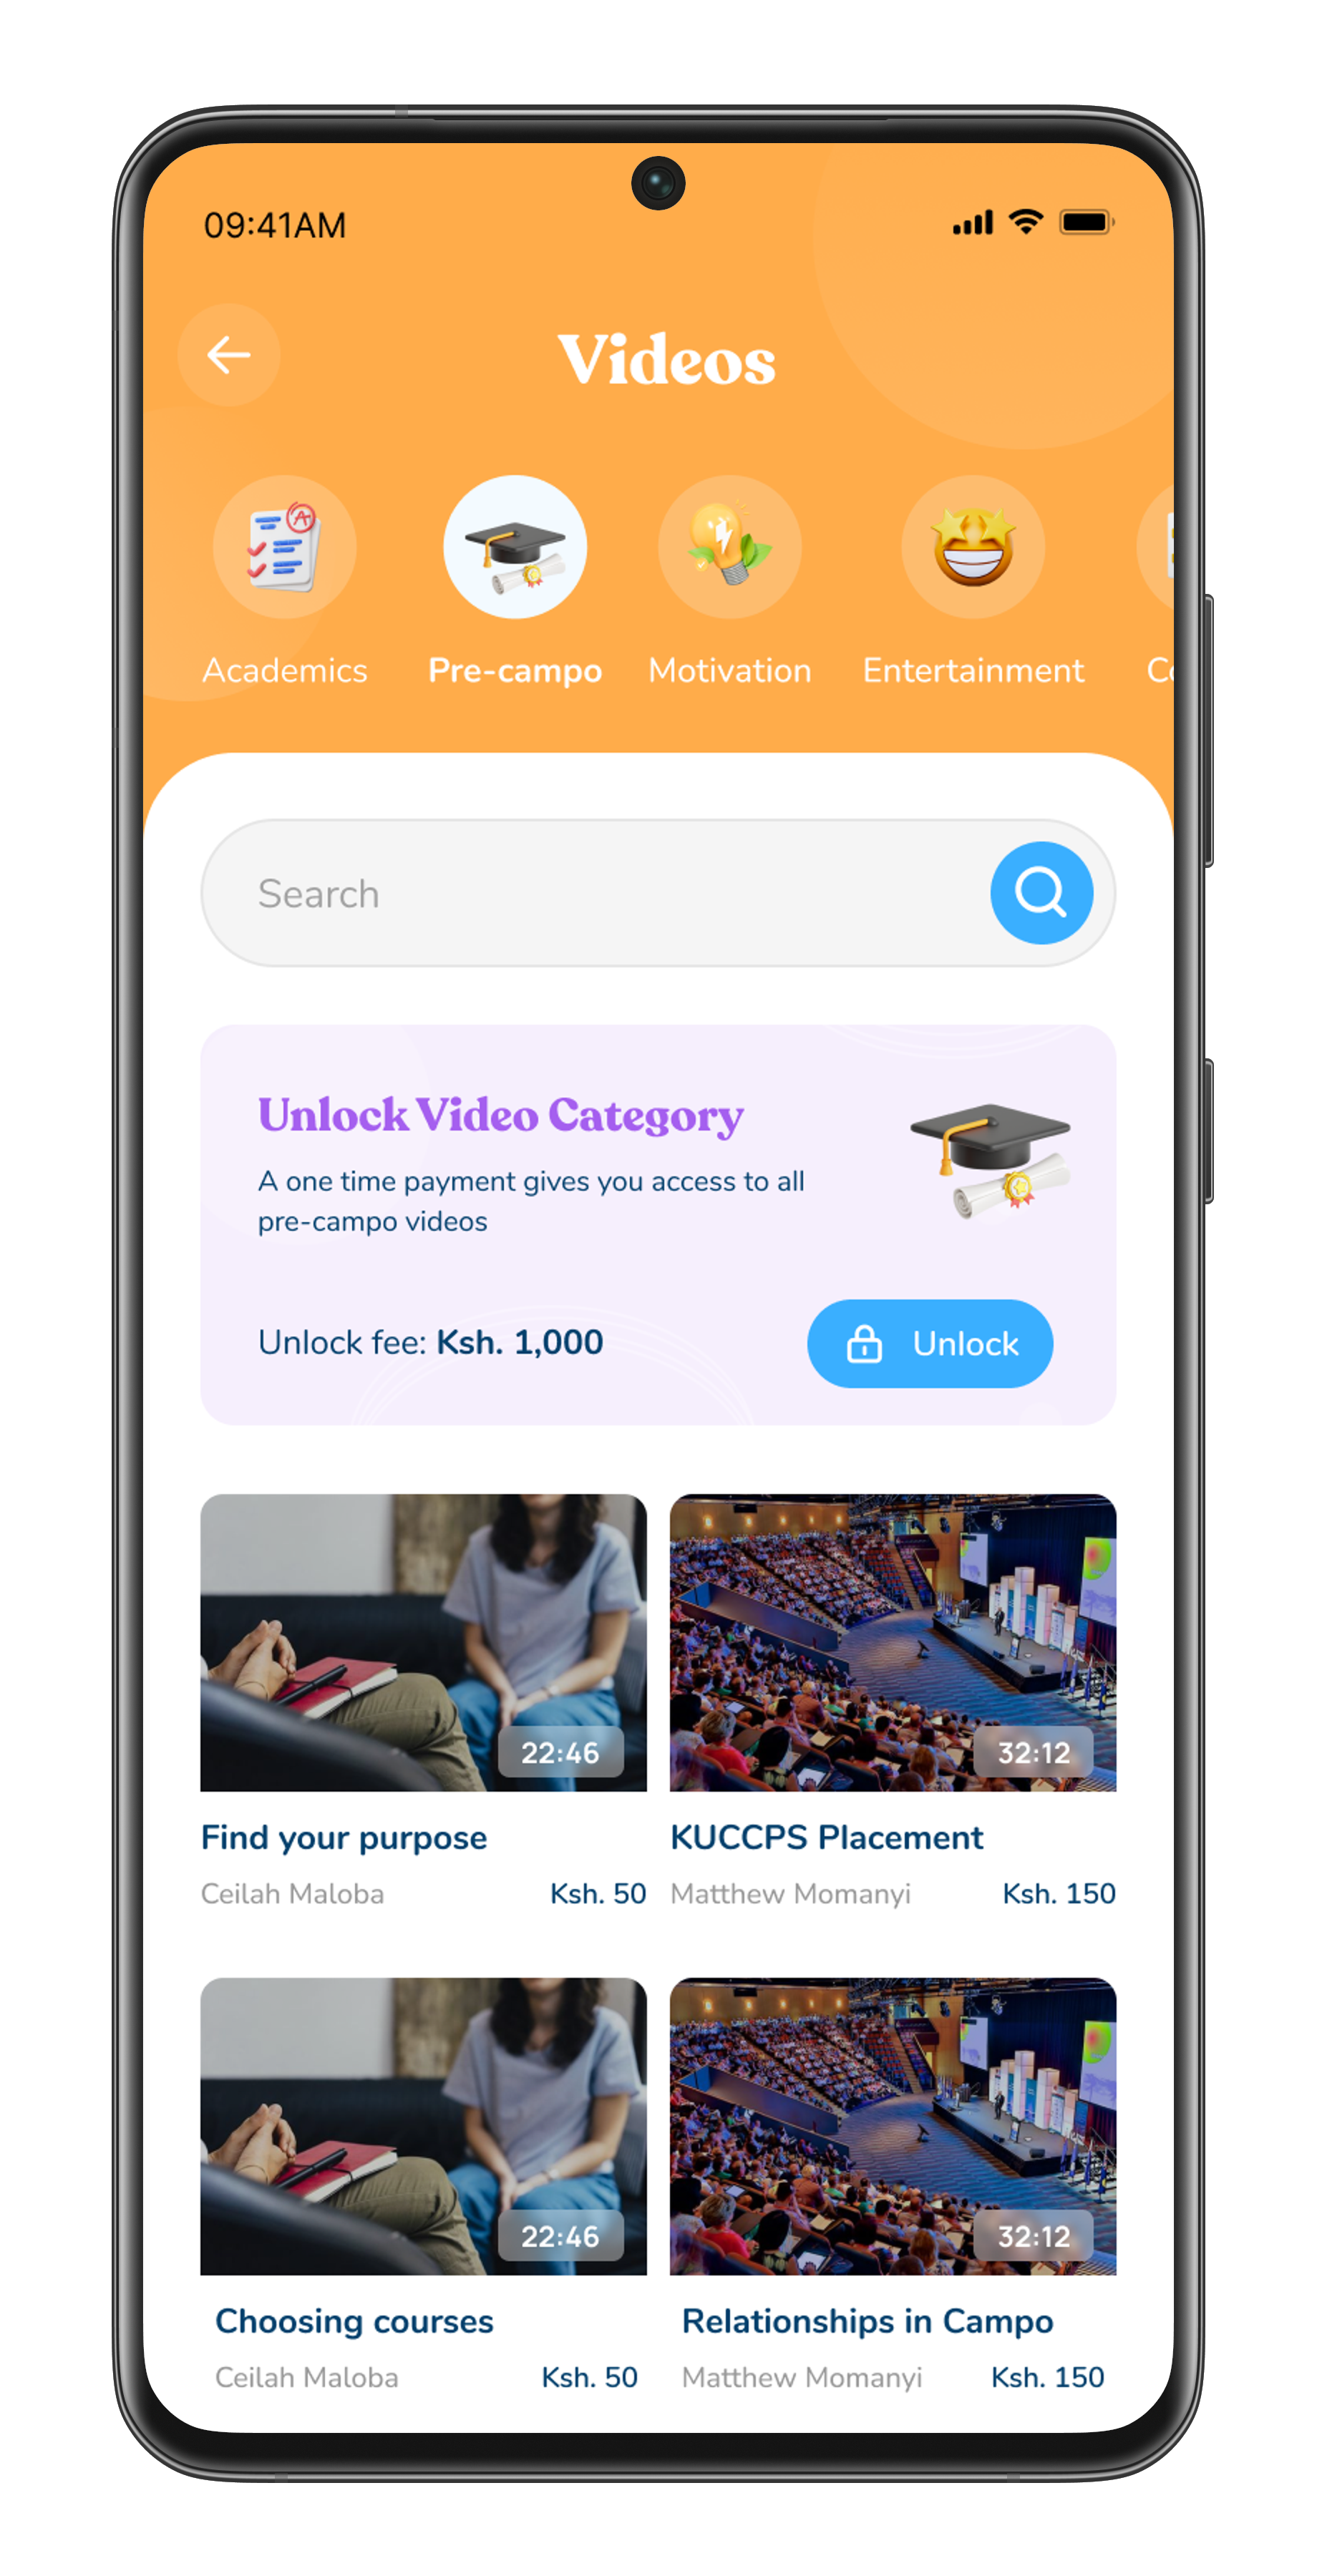 09:41AM
Videos
Academics
Pre-campo
Motivation
Entertainment
Search
Unlock Video Category
A one time payment gives you access to all
pre-campo videos
Unlock fee: Ksh. 1,000
Unlock
22:46
32:12
Find your purpose
Ceilah Maloba
Ksh. 50
KUCCPS Placement
Matthew Momanyi
Ksh. 150
22:46
32:12
Choosing courses
Ceilah Maloba
Ksh. 50
Relationships in Campo
Matthew Momanyi
Ksh. 150